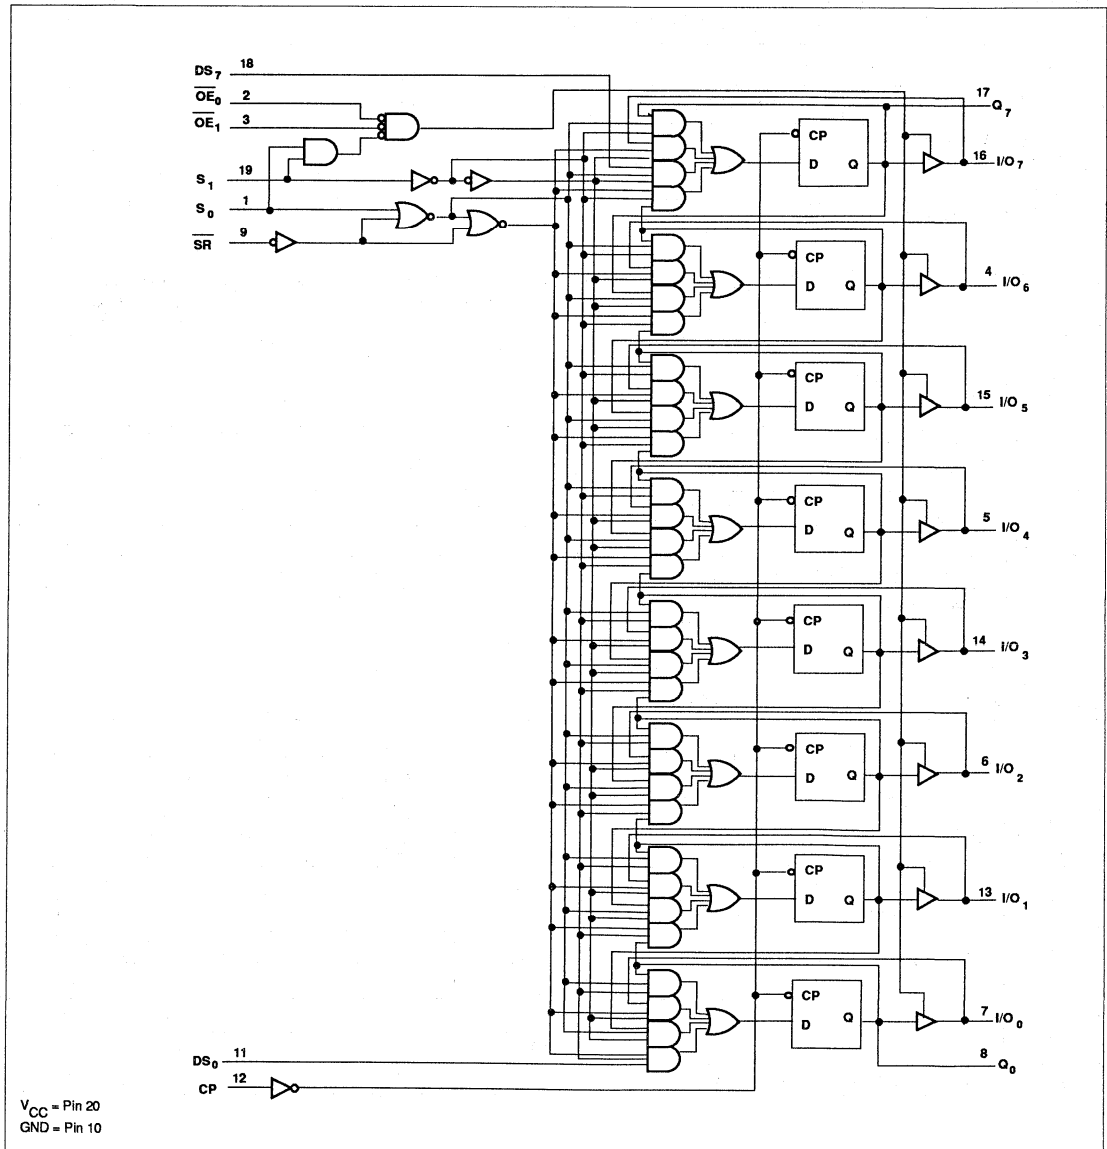 DS7 18
OE0 2
OE1 3
S1 19
S0 1
SR 9
17 Q7
CP
D Q
16 I/O7
CP
D Q
4 I/O6
CP
D Q
15 I/O5
CP
D Q
5 I/O4
CP
D Q
14 I/O3
CP
D Q
6 I/O2
CP
D Q
13 I/O1
CP
D Q
7 I/O0
8 Q0
DS0 11
CP 12
VCC = Pin 20
GND = Pin 10